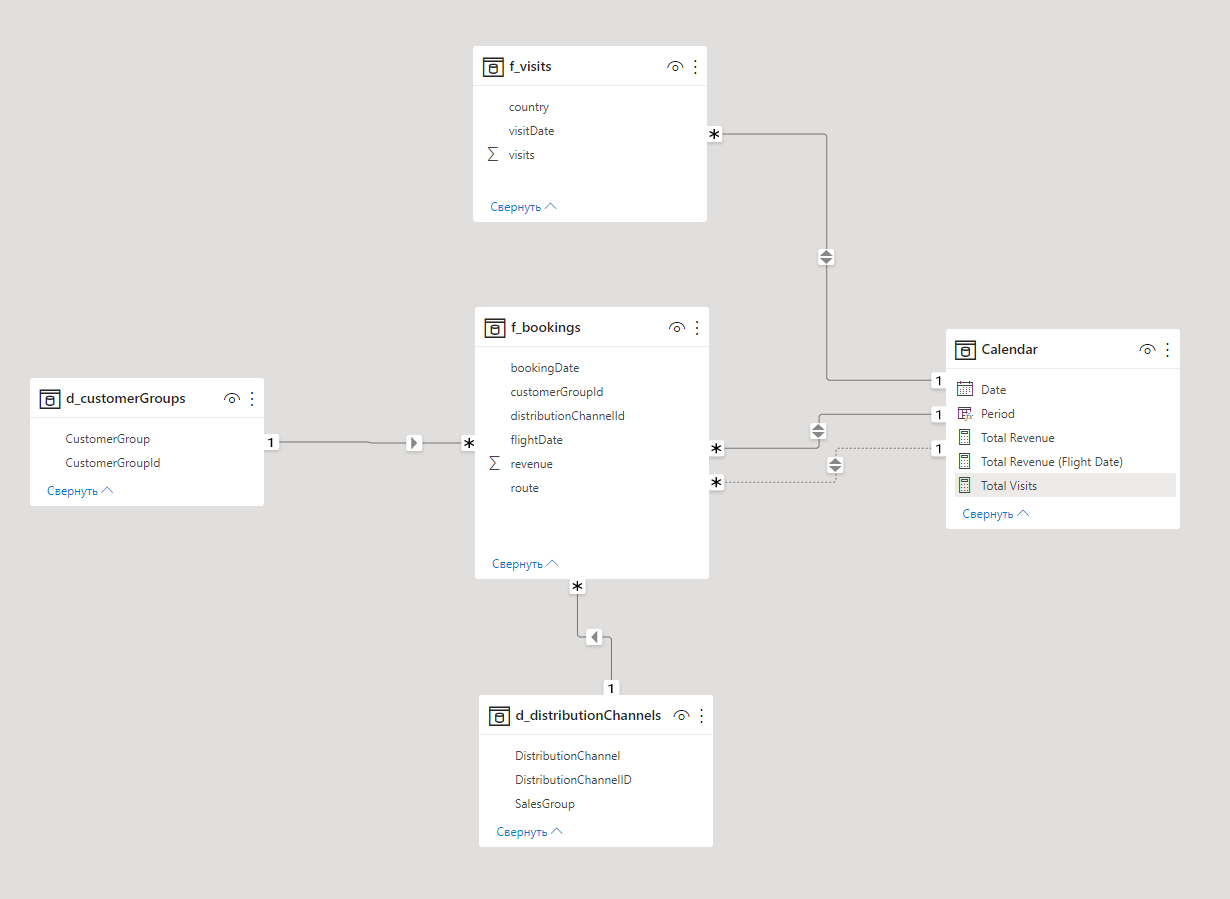 f_visits
country
visitDate
∑ visits
Свернуть
*
f_bookings
bookingDate
customerGroupId
distributionChannelId
flightDate
∑ revenue
route
Свернуть
*
*
*
*
d_customerGroups
CustomerGroup
CustomerGroupId
Свернуть
1
Calendar
Date
Period
Total Revenue
Total Revenue (Flight Date)
Total Visits
Свернуть
1
1
1
1
d_distributionChannels
DistributionChannel
DistributionChannelID
SalesGroup
Свернуть